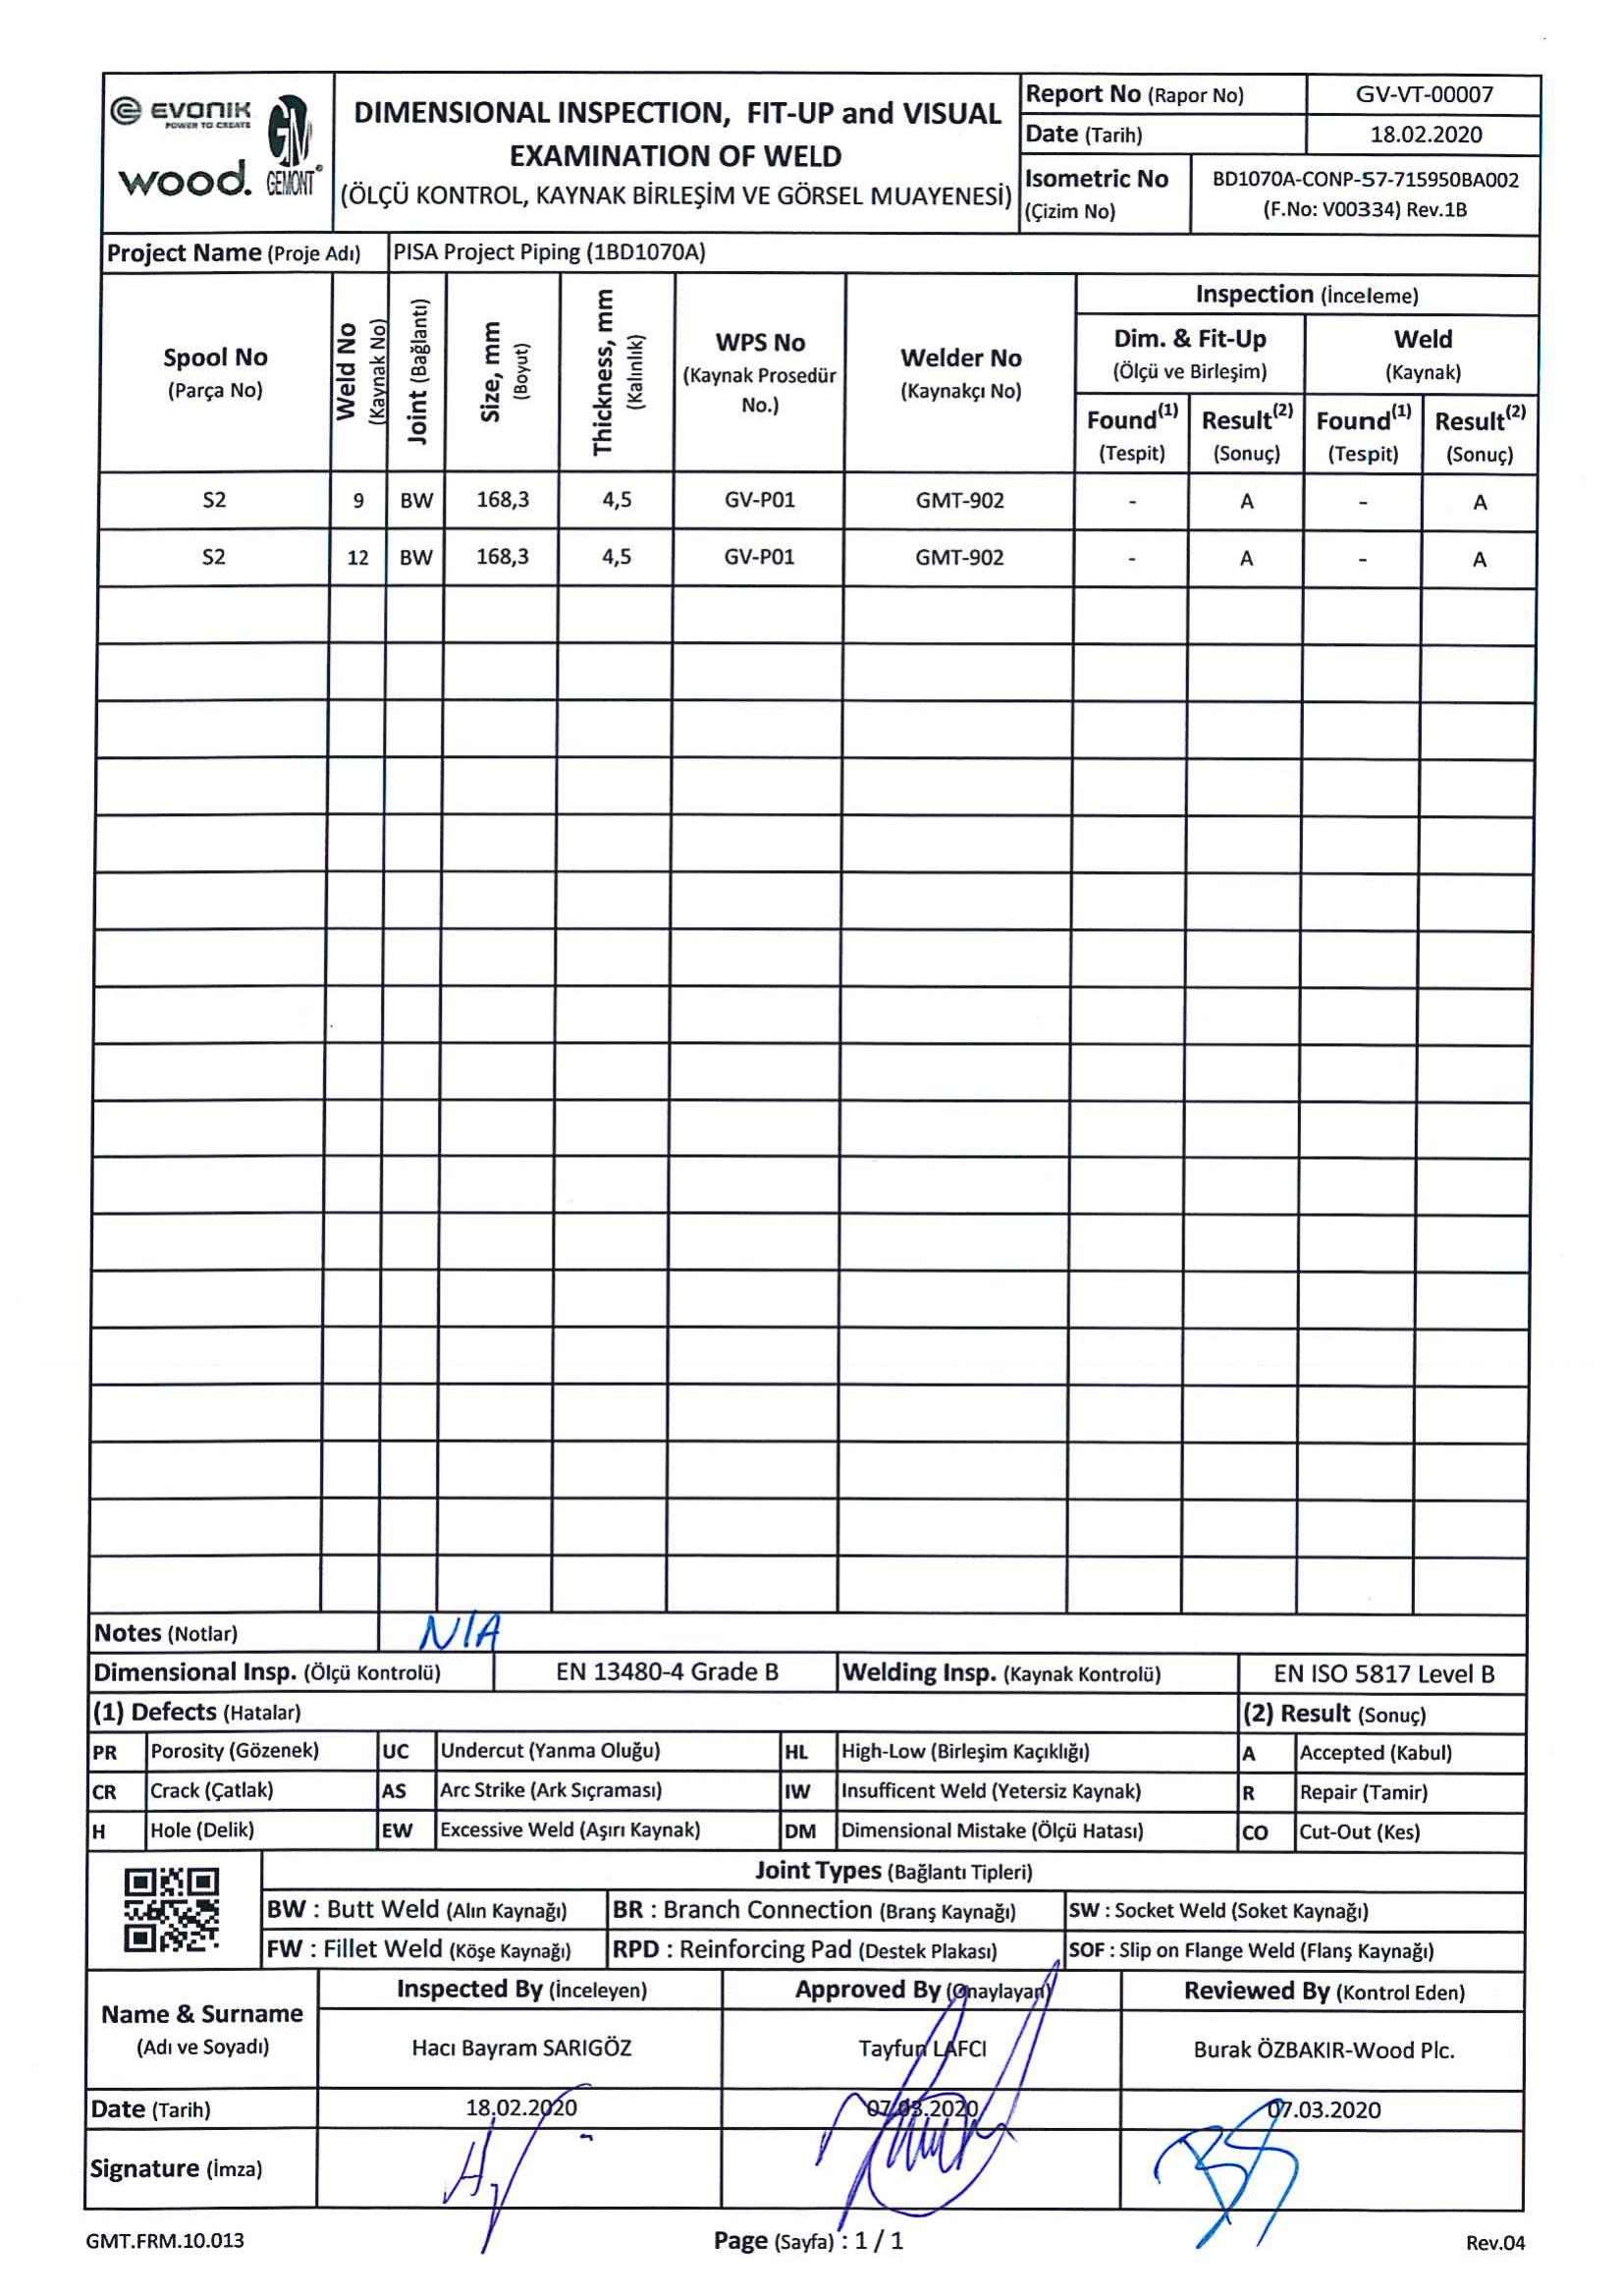 EVONIK
POWER TO CREATE
wood.
GM
GEMONT
DIMENSIONAL INSPECTION, FIT-UP and VISUAL
EXAMINATION OF WELD
(ÖLÇÜ KONTROL, KAYNAK BİRLEŞİM VE GÖRSEL MUAYENESİ)
Report No (Rapor No) GV-VT-00007
Date (Tarih) 18.02.2020
Isometric No (Çizim No) BD1070A-CONP-57-715950BA002
(F.No: V00334) Rev.1B
Project Name (Proje Adı) PISA Project Piping (1BD1070A)
Spool No (Parça No)
Weld No (Kaynak No)
Joint (Bağlantı)
Size, mm (Boyut)
Thickness, mm (Kalınlık)
WPS No (Kaynak Prosedür No.)
Welder No (Kaynakçı No)
Inspection (İnceleme)
Dim. & Fit-Up (Ölçü ve Birleşim)
Weld (Kaynak)
Found(1) (Tespit) Result(2) (Sonuç) Found(1) (Tespit) Result(2) (Sonuç)
S2 9 BW 168,3 4,5 GV-P01 GMT-902 - A - A
S2 12 BW 168,3 4,5 GV-P01 GMT-902 - A - A
Notes (Notlar) N/A
Dimensional Insp. (Ölçü Kontrolü) EN 13480-4 Grade B Welding Insp. (Kaynak Kontrolü) EN ISO 5817 Level B
(1) Defects (Hatalar) (2) Result (Sonuç)
PR Porosity (Gözenek) UC Undercut (Yanma Oluğu) HL High-Low (Birleşim Kaçıklığı) A Accepted (Kabul)
CR Crack (Çatlak) AS Arc Strike (Ark Sıçraması) IW Insufficent Weld (Yetersiz Kaynak) R Repair (Tamir)
H Hole (Delik) EW Excessive Weld (Aşırı Kaynak) DM Dimensional Mistake (Ölçü Hatası) CO Cut-Out (Kes)
Joint Types (Bağlantı Tipleri)
BW : Butt Weld (Alın Kaynağı) BR : Branch Connection (Branş Kaynağı) SW : Socket Weld (Soket Kaynağı)
FW : Fillet Weld (Köşe Kaynağı) RPD : Reinforcing Pad (Destek Plakası) SOF : Slip on Flange Weld (Flanş Kaynağı)
Name & Surname (Adı ve Soyadı)
Inspected By (İnceleyen) Approved By (Onaylayan) Reviewed By (Kontrol Eden)
Hacı Bayram SARIGÖZ Tayfun LAFCI Burak ÖZBAKIR-Wood Plc.
Date (Tarih) 18.02.2020 07.03.2020 07.03.2020
Signature (İmza)
GMT.FRM.10.013 Page (Sayfa) : 1 / 1 Rev.04